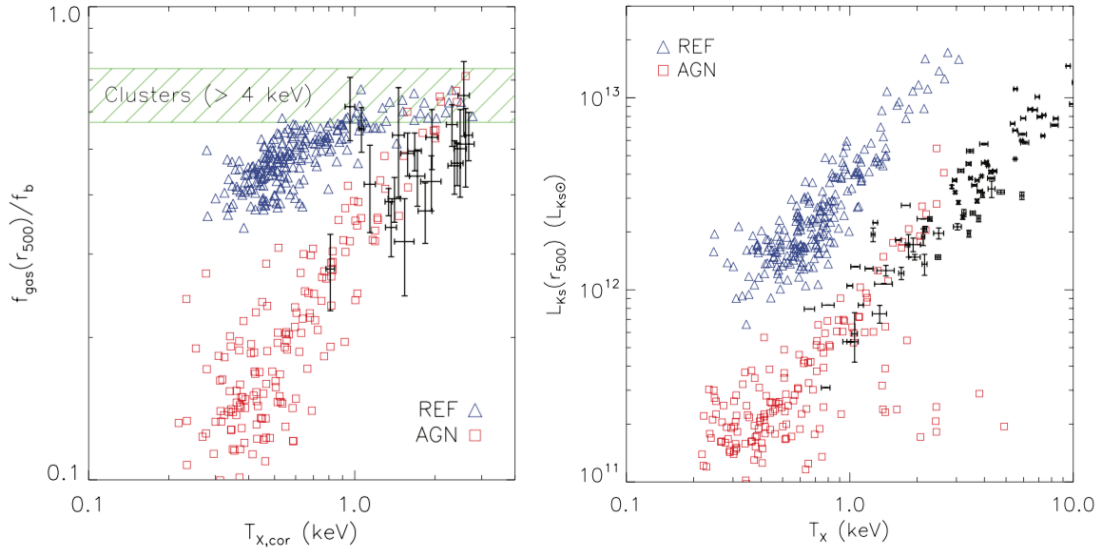 1.0
Clusters (> 4 keV)
f_gas(r_500)/f_b
REF
AGN
0.1
0.1
1.0
T_X,cor (keV)
REF
AGN
10^13
L_Ks(r_500) (L_Ks⊙)
10^12
10^11
0.1
1.0
10.0
T_X (keV)